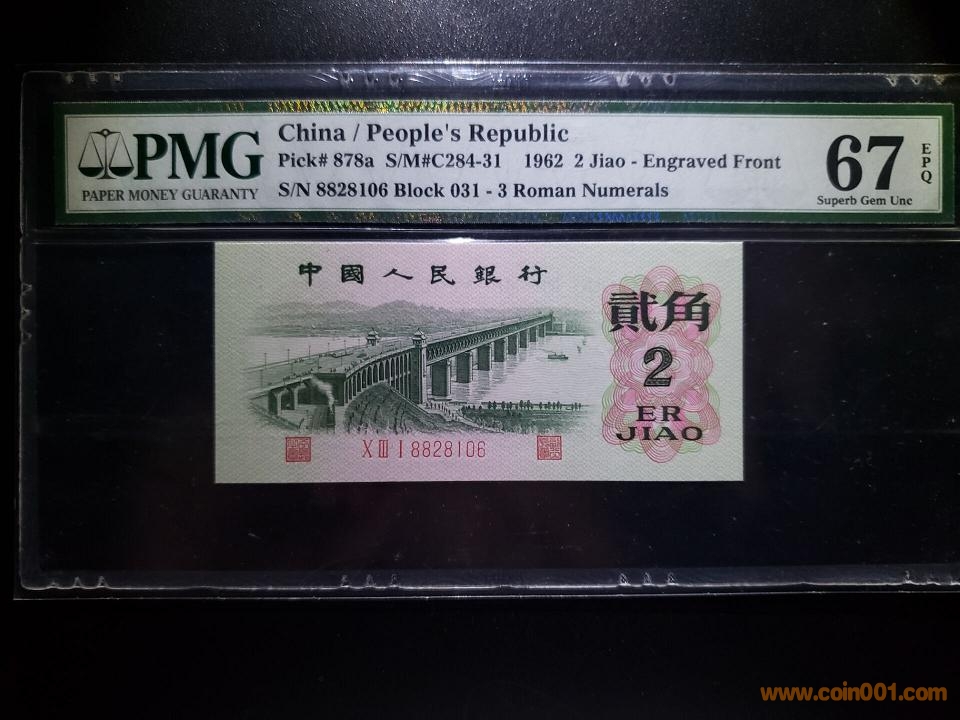 PMG
PAPER MONEY GUARANTY
China / People's Republic
Pick# 878a S/M#C284-31 1962 2 Jiao - Engraved Front
S/N 8828106 Block 031 - 3 Roman Numerals
67
EPQ
Superb Gem Unc
中國人民銀行
貳角
2
ER
JIAO
X III I 8828106
www.coin001.com